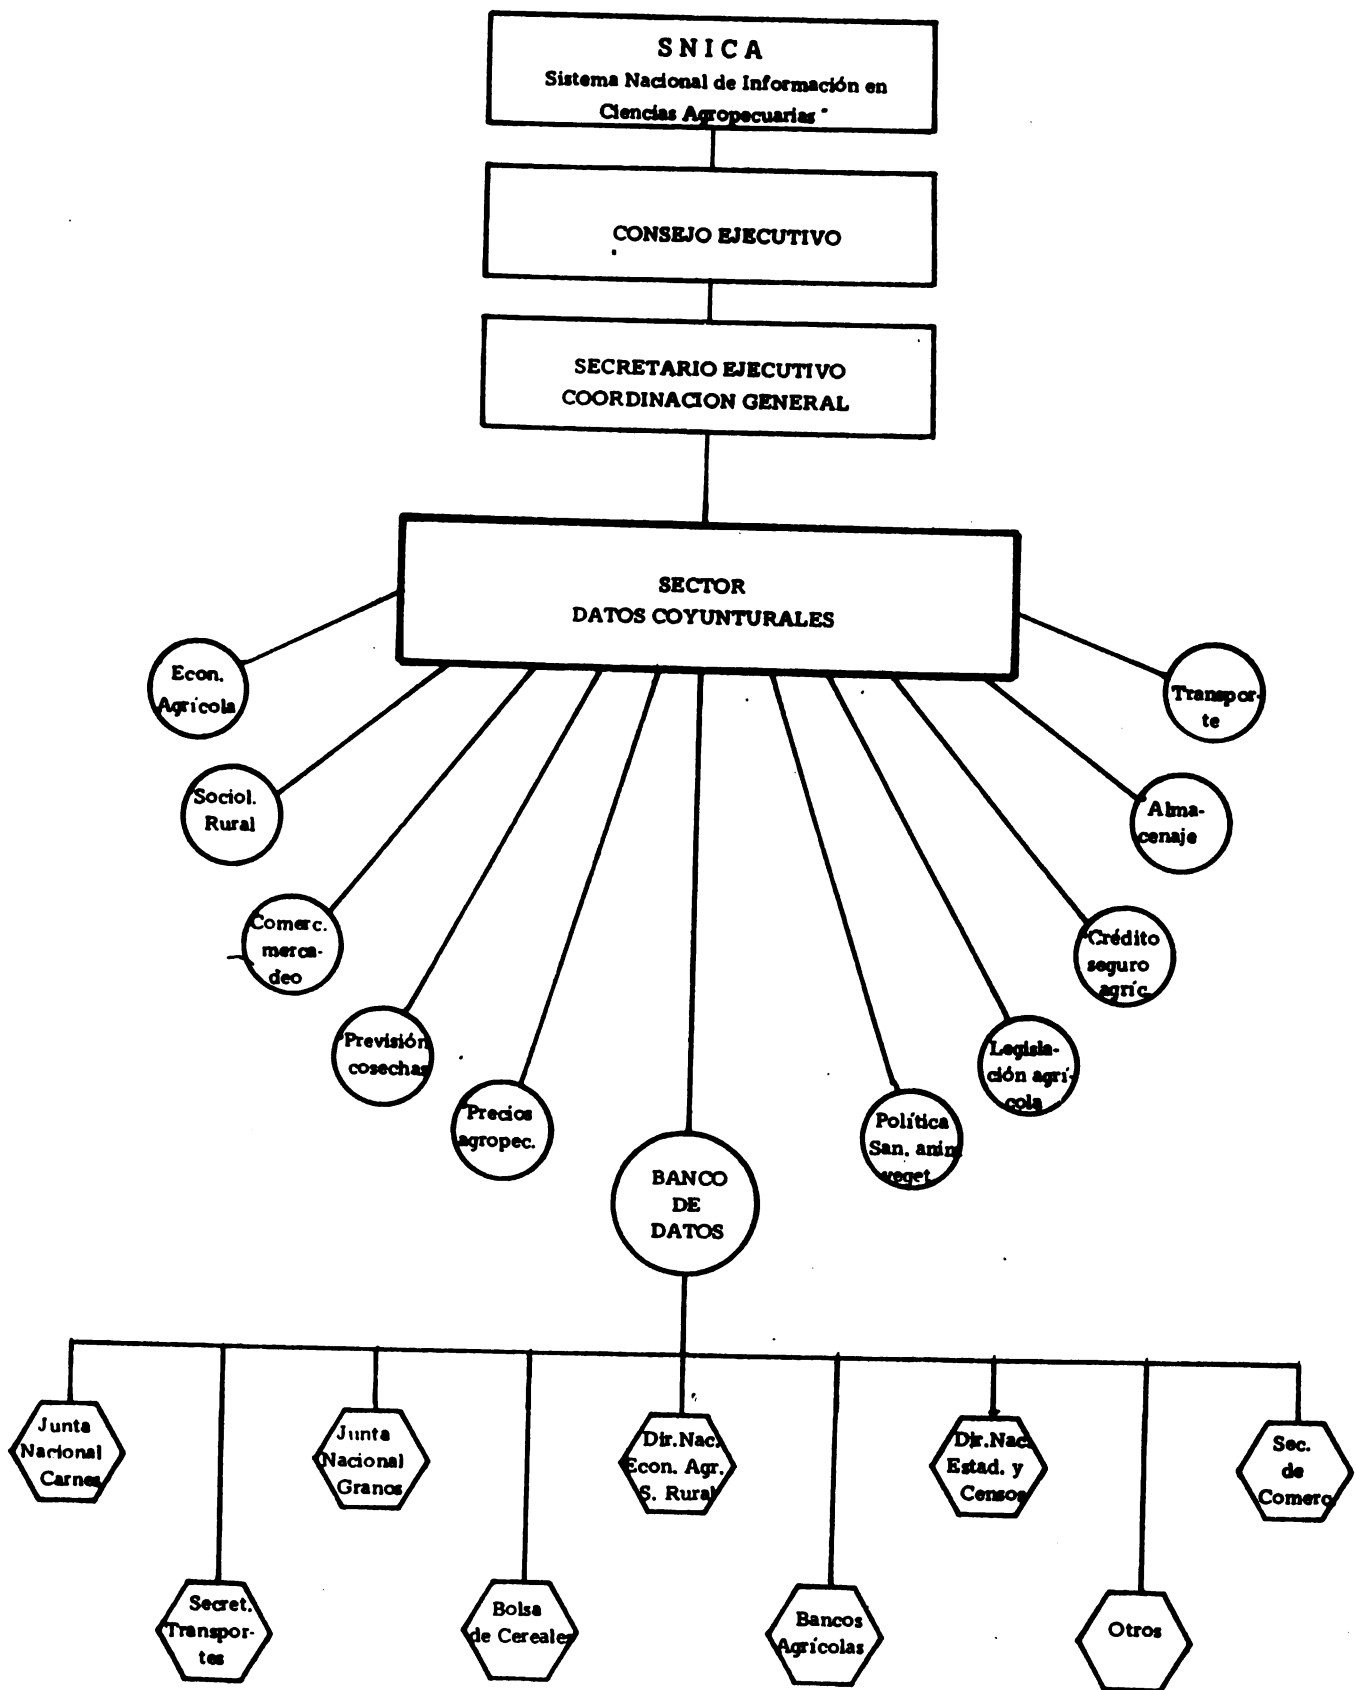 SNICA
Sistema Nacional de Información en
Ciencias Agropecuarias
CONSEJO EJECUTIVO
SECRETARIO EJECUTIVO
COORDINACION GENERAL
SECTOR
DATOS COYUNTURALES
Econ.
Agrícola
Sociol.
Rural
Comerc.
merca-
deo
Previsión
cosechas
Precios
agropec.
BANCO
DE
DATOS
Política
San. anim.
veget.
Legisla-
ción agrí-
cola
Crédito
seguro
agríc.
Alma-
cenaje
Transpor-
te
Junta
Nacional
Carnes
Secret.
Transpor-
tes
Junta
Nacional
Granos
Bolsa
de Cereales
Dir.Nac.
Econ. Agr.
S. Rural
Bancos
Agrícolas
Dir.Nac.
Estad. y
Censos
Otros
Sec.
de
Comerc.